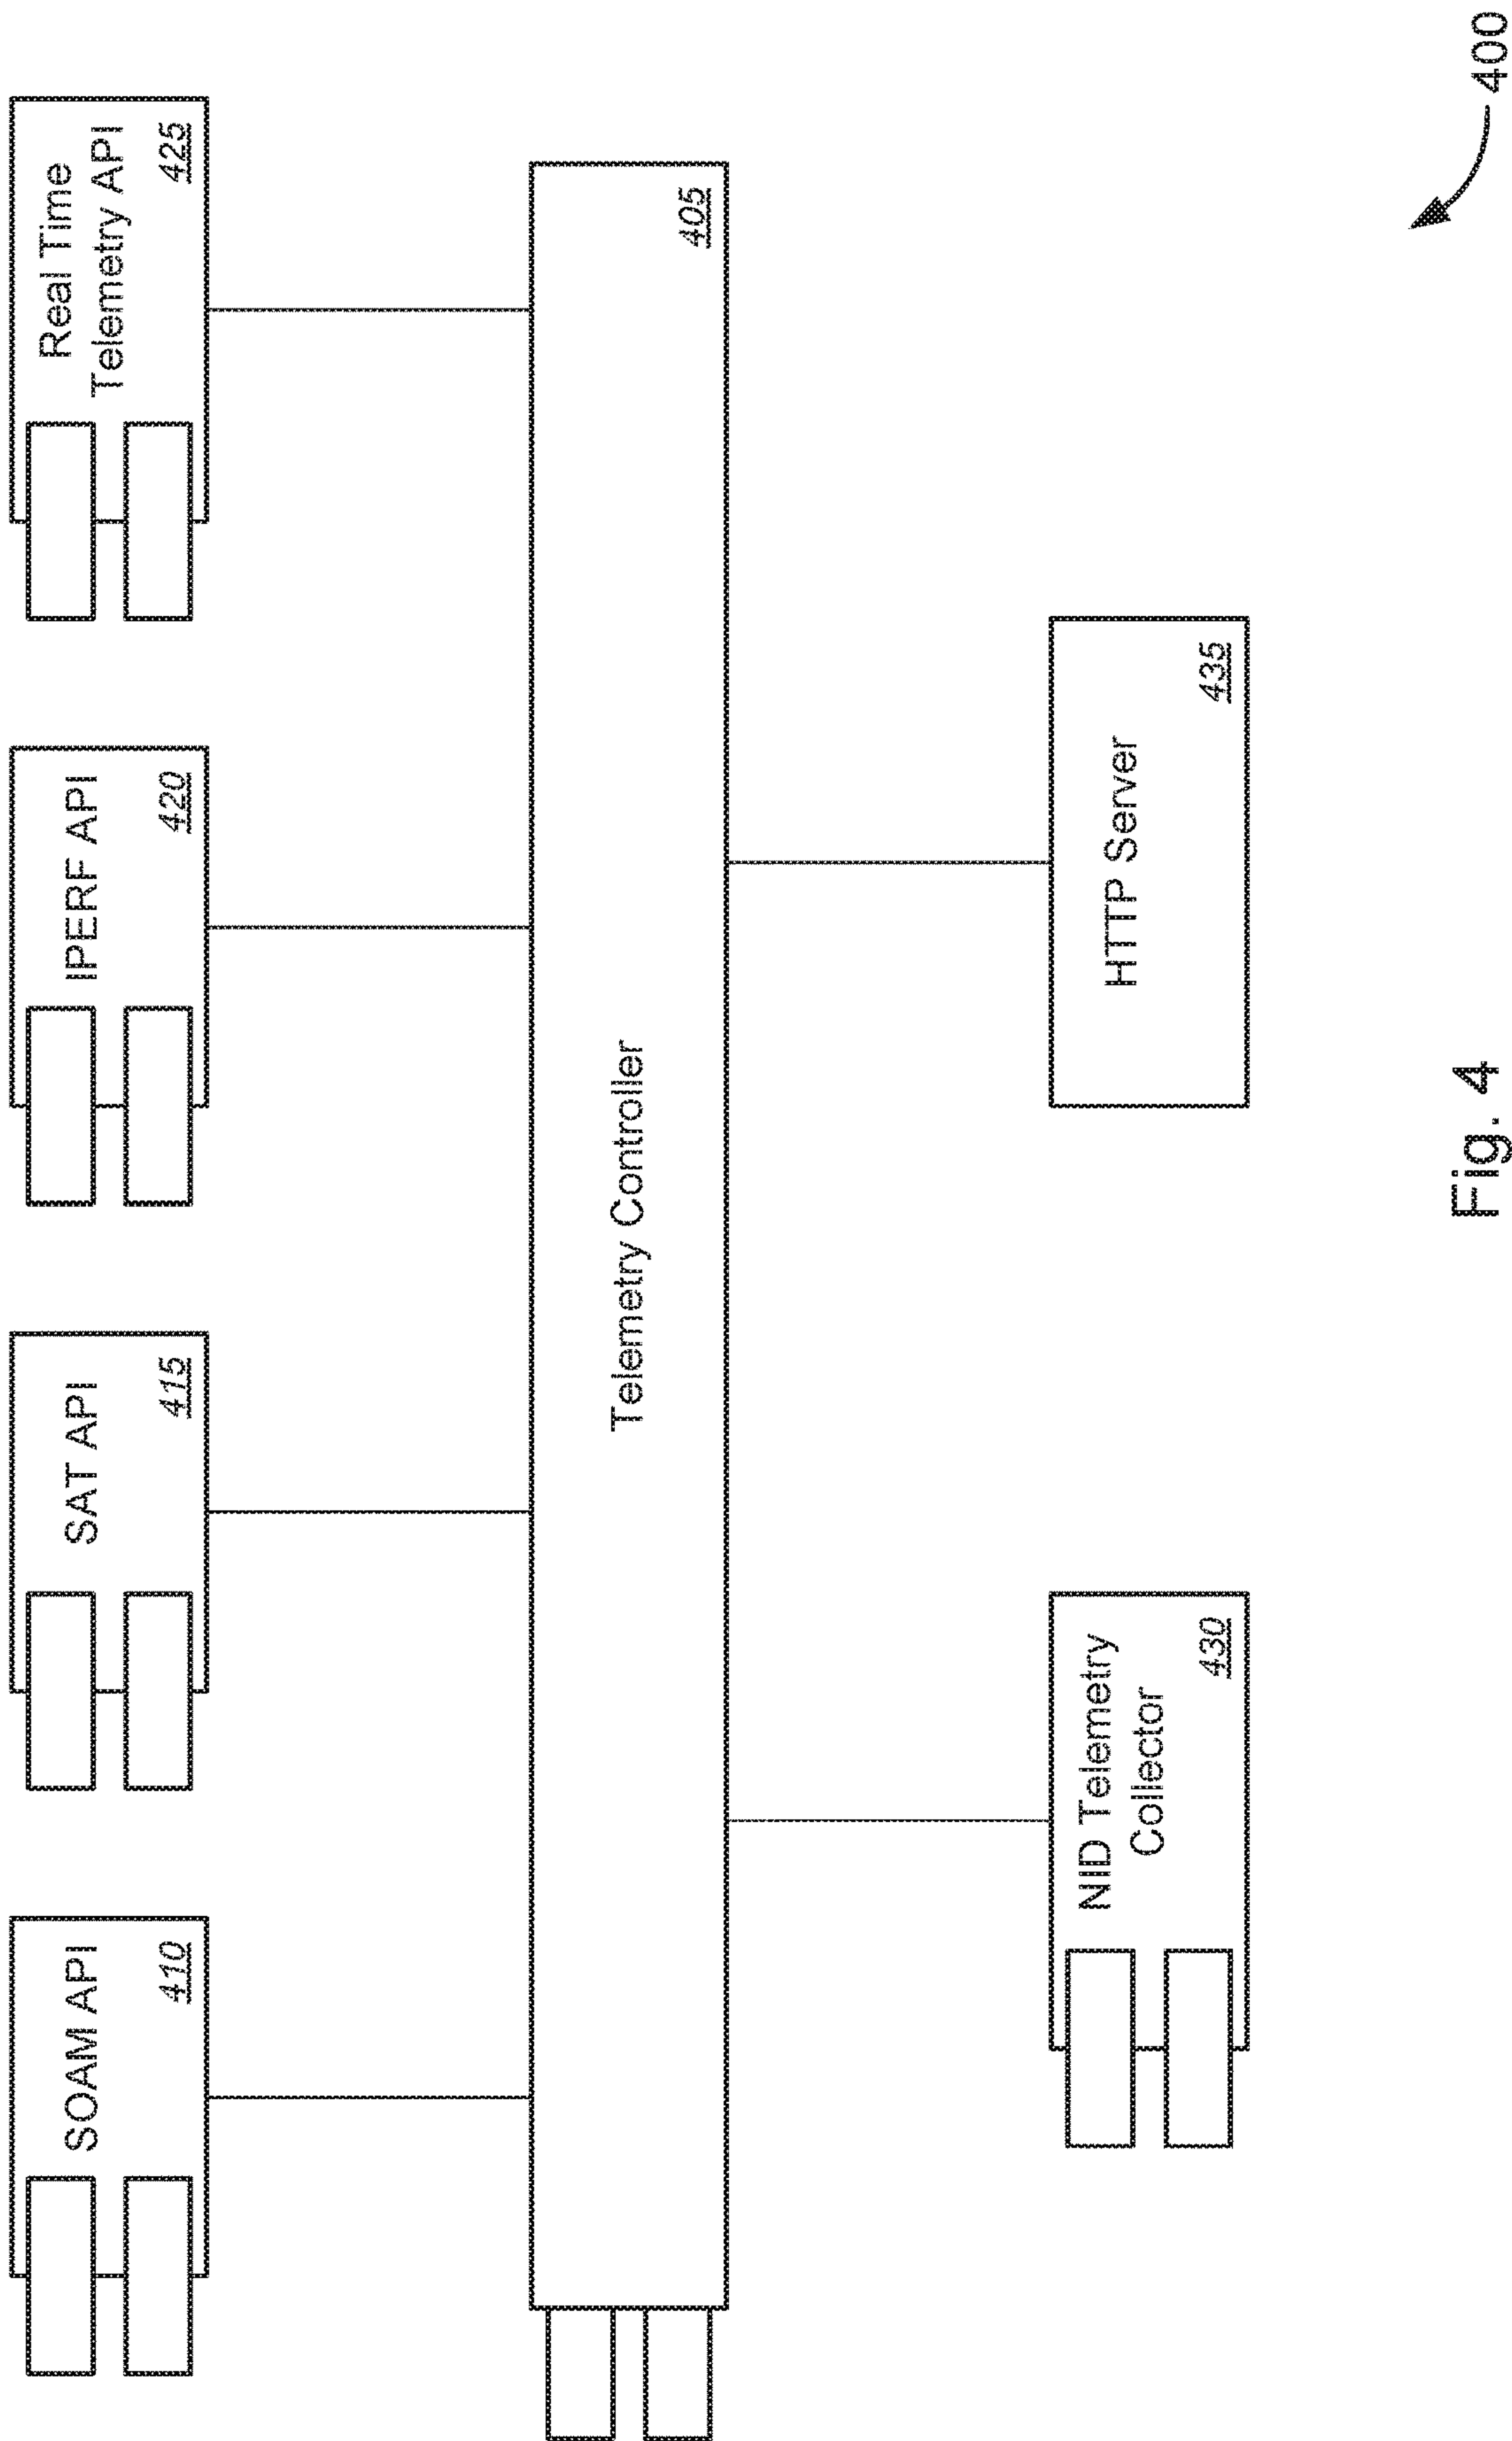 SOAM API
410
SAT API
415
IPERF API
420
Real Time
Telemetry API
425
Telemetry Controller
405
NID Telemetry
Collector
430
HTTP Server
435
Fig. 4
400